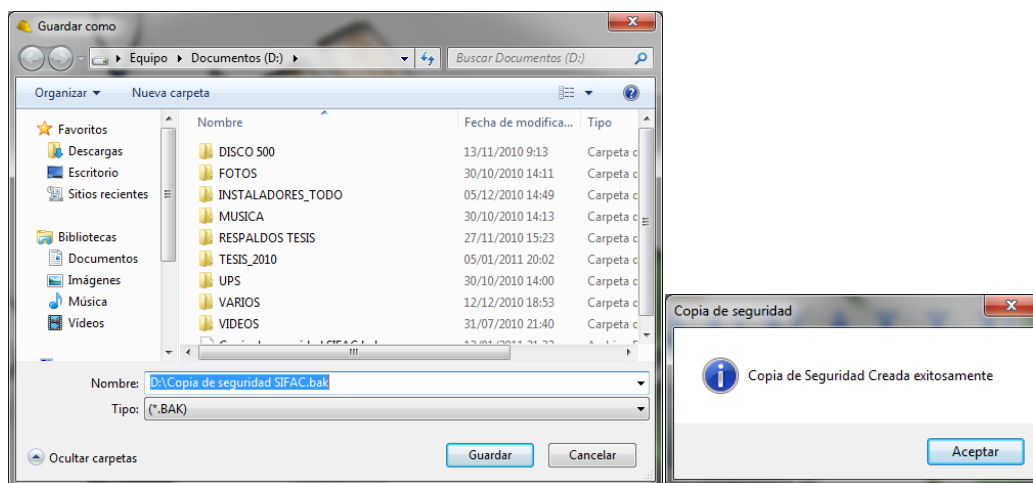 Guardar como
Equipo Documentos (D:)
Buscar Documentos (D:)
Organizar
Nueva carpeta
Favoritos
Descargas
Escritorio
Sitios recientes
Bibliotecas
Documentos
Imágenes
Música
Vídeos
Nombre Fecha de modifica... Tipo
DISCO 500 13/11/2010 9:13 Carpeta d
FOTOS 30/10/2010 14:11 Carpeta d
INSTALADORES_TODO 05/12/2010 14:49 Carpeta d
MUSICA 30/10/2010 14:13 Carpeta d
RESPALDOS TESIS 27/11/2010 15:23 Carpeta d
TESIS_2010 05/01/2011 20:02 Carpeta d
UPS 30/10/2010 14:00 Carpeta d
VARIOS 12/12/2010 18:53 Carpeta d
VIDEOS 31/07/2010 21:40 Carpeta d
Nombre: D:\Copia de seguridad SIFAC.bak
Tipo: (*.BAK)
Ocultar carpetas
Guardar
Cancelar
Copia de seguridad
Copia de Seguridad Creada exitosamente
Aceptar